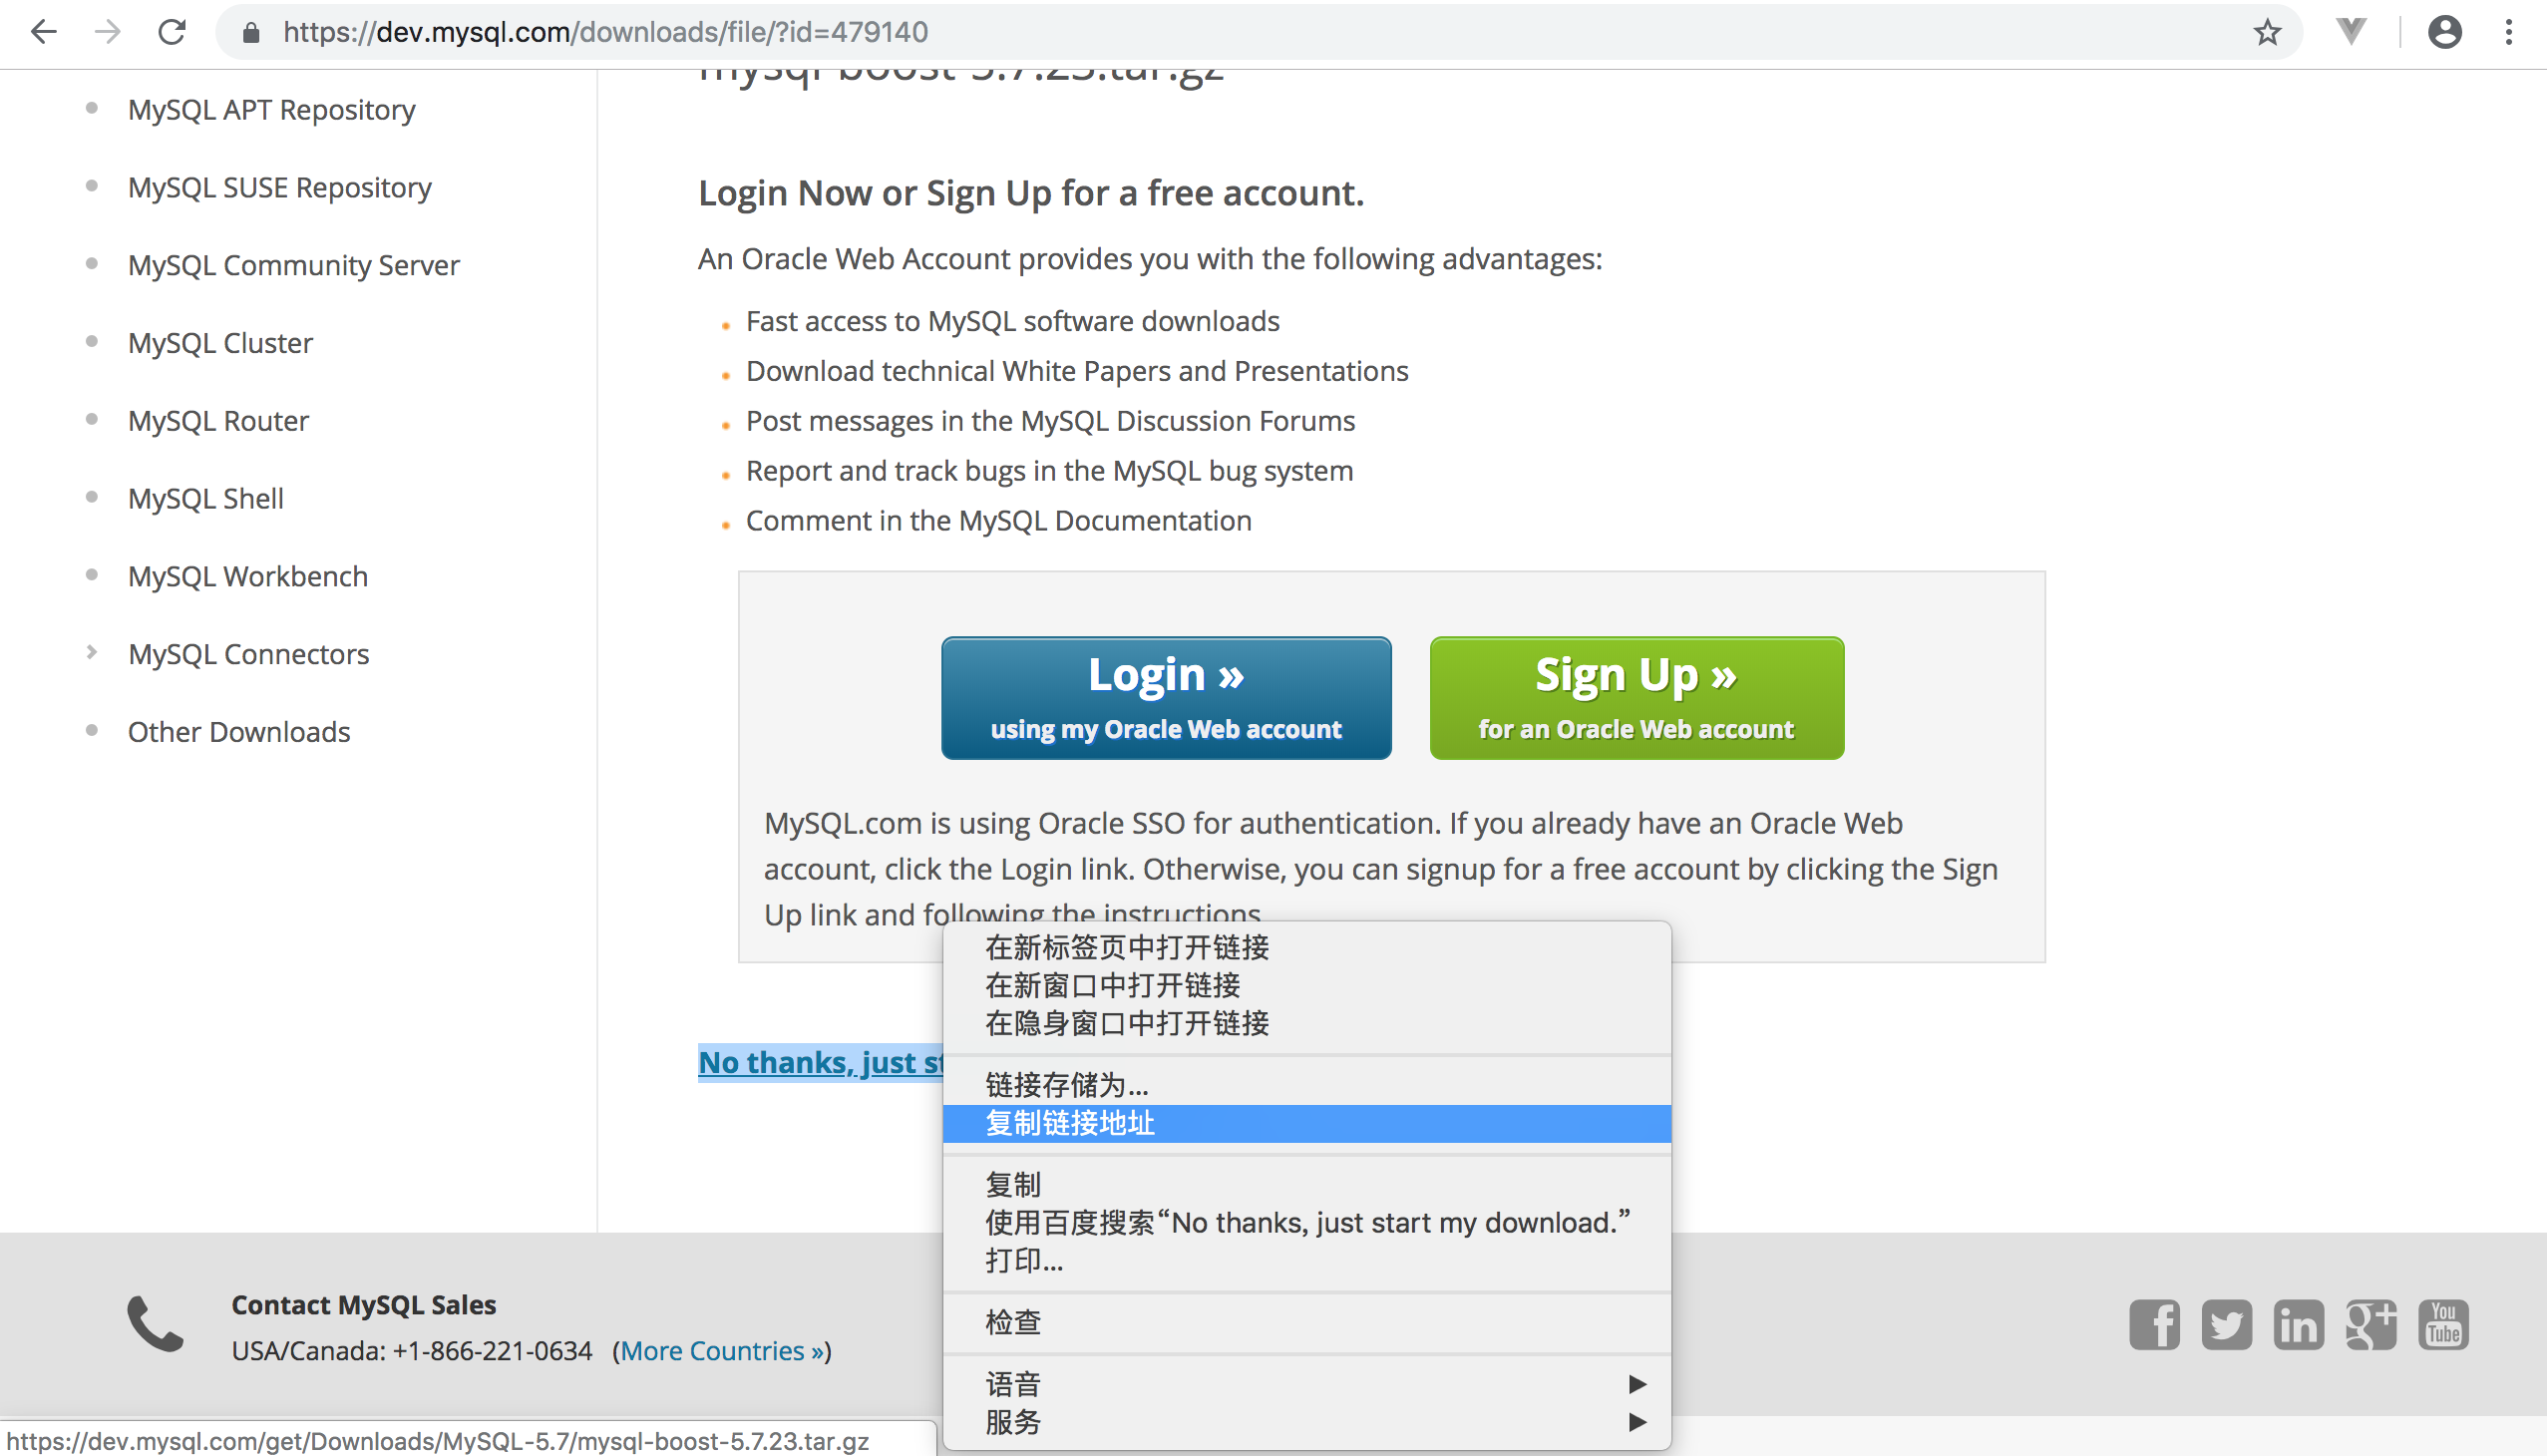 https://dev.mysql.com/downloads/file/?id=479140
mysql-boost-5.7.23.tar.gz
MySQL APT Repository
MySQL SUSE Repository
MySQL Community Server
MySQL Cluster
MySQL Router
MySQL Shell
MySQL Workbench
MySQL Connectors
Other Downloads
Login Now or Sign Up for a free account.
An Oracle Web Account provides you with the following advantages:
Fast access to MySQL software downloads
Download technical White Papers and Presentations
Post messages in the MySQL Discussion Forums
Report and track bugs in the MySQL bug system
Comment in the MySQL Documentation
Login »
using my Oracle Web account
Sign Up »
for an Oracle Web account
MySQL.com is using Oracle SSO for authentication. If you already have an Oracle Web
account, click the Login link. Otherwise, you can signup for a free account by clicking the Sign
Up link and following the instructions
No thanks, just st
在新标签页中打开链接
在新窗口中打开链接
在隐身窗口中打开链接
链接存储为...
复制链接地址
复制
使用百度搜索“No thanks, just start my download.”
打印...
检查
语音
服务
Contact MySQL Sales
USA/Canada: +1-866-221-0634 (More Countries »)
f
in
g+
You
Tube
https://dev.mysql.com/get/Downloads/MySQL-5.7/mysql-boost-5.7.23.tar.gz